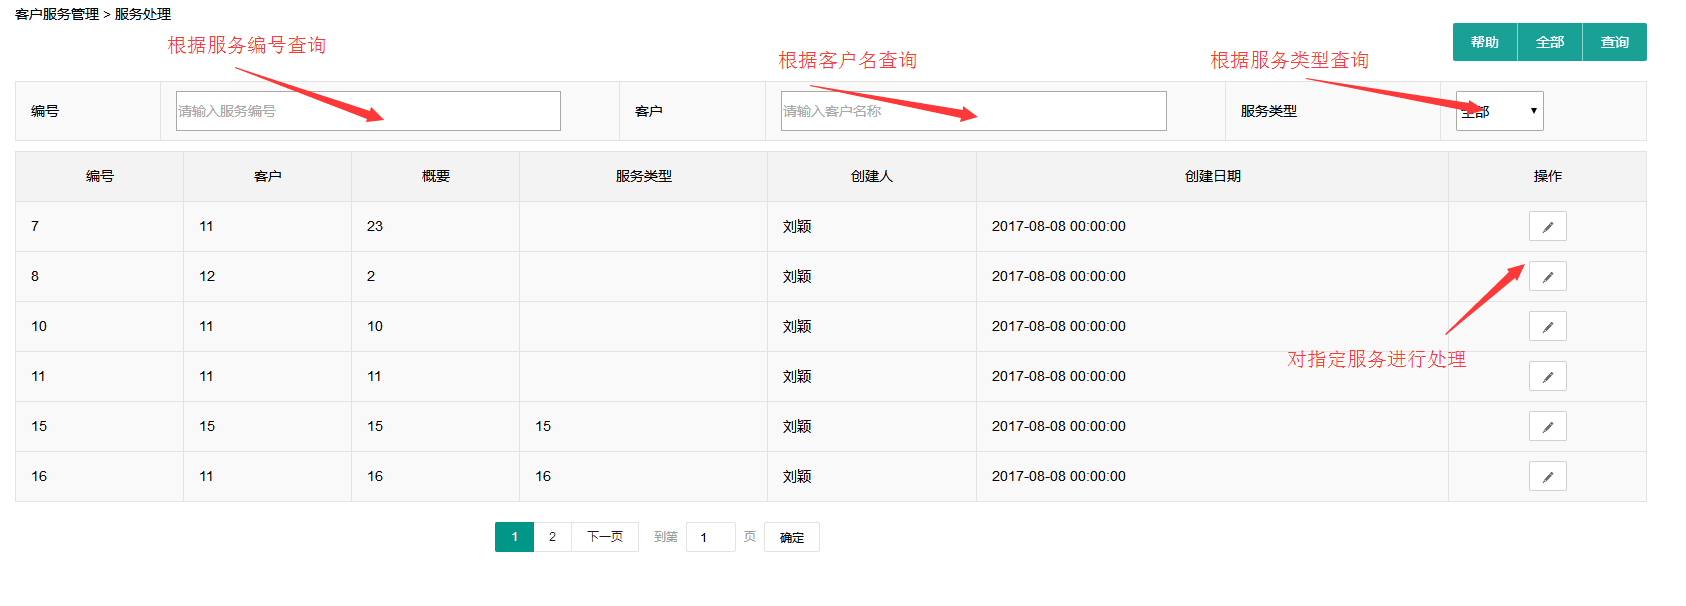 客户服务管理 > 服务处理
根据服务编号查询
根据客户名查询
根据服务类型查询
帮助 全部 查询
编号 请输入服务编号 客户 请输入客户名称 服务类型 全部
编号 客户 概要 服务类型 创建人 创建日期 操作
7 11 23 刘颖 2017-08-08 00:00:00
8 12 2 刘颖 2017-08-08 00:00:00
10 11 10 刘颖 2017-08-08 00:00:00
对指定服务进行处理
11 11 11 刘颖 2017-08-08 00:00:00
15 15 15 15 刘颖 2017-08-08 00:00:00
16 11 16 16 刘颖 2017-08-08 00:00:00
1 2 下一页 到第 1 页 确定